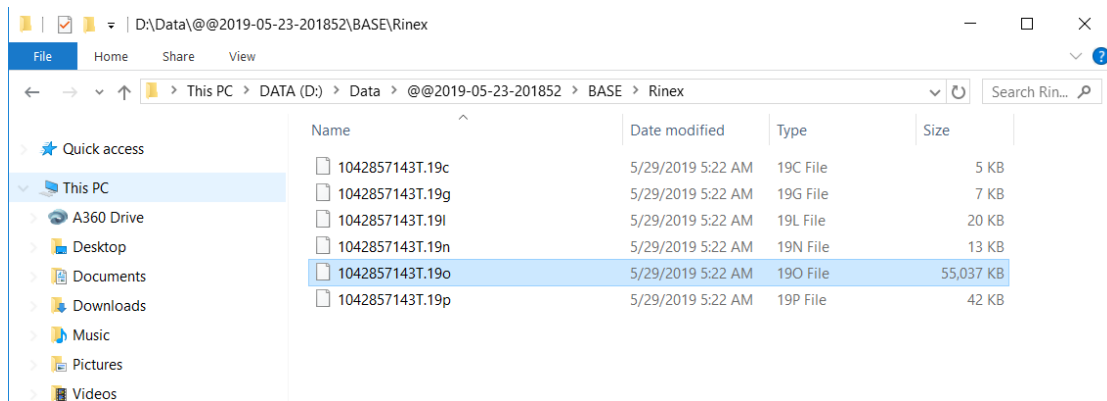 D:\Data\@@2019-05-23-201852\BASE\Rinex
File Home Share View
This PC > DATA (D:) > Data > @@2019-05-23-201852 > BASE > Rinex
Search Rin...
Name Date modified Type Size
Quick access
This PC
A360 Drive
Desktop
Documents
Downloads
Music
Pictures
Videos
1042857143T.19c 5/29/2019 5:22 AM 19C File 5 KB
1042857143T.19g 5/29/2019 5:22 AM 19G File 7 KB
1042857143T.19l 5/29/2019 5:22 AM 19L File 20 KB
1042857143T.19n 5/29/2019 5:22 AM 19N File 13 KB
1042857143T.19o 5/29/2019 5:22 AM 19O File 55,037 KB
1042857143T.19p 5/29/2019 5:22 AM 19P File 42 KB